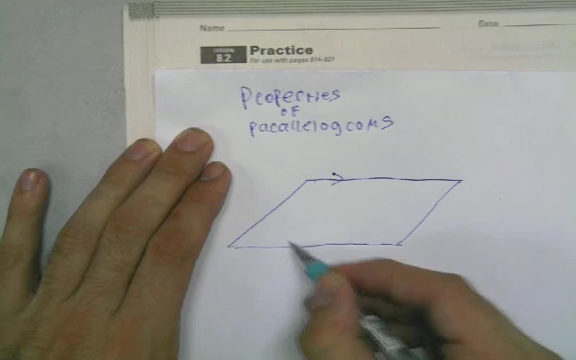 Name
Date
LESSON
8.2
Practice
For use with pages 514–521
Properties
of
parallelograms